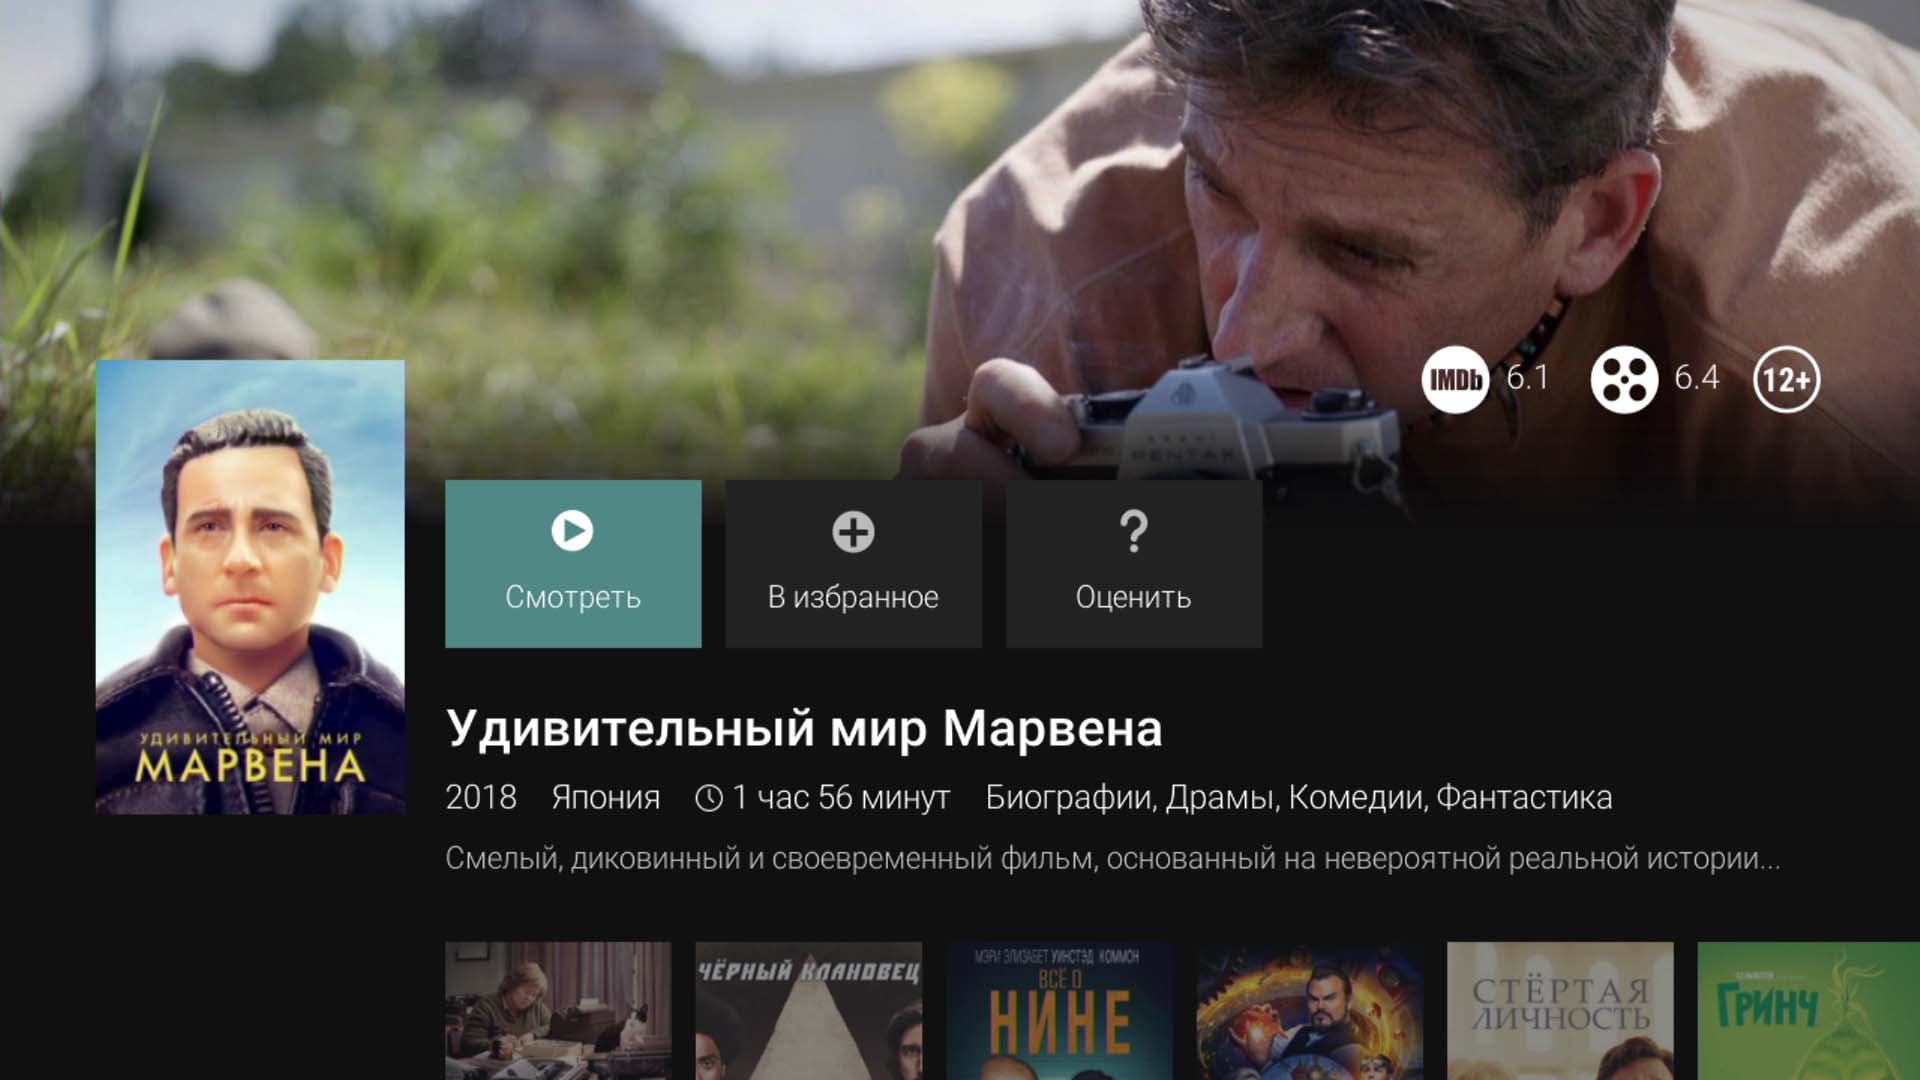 ASAHI
PENTAX
IMDb 6.1 6.4 12+
УДИВИТЕЛЬНЫЙ МИР
МАРВЕНА
Смотреть
В избранное
? Оценить
Удивительный мир Марвена
2018 Япония 1 час 56 минут Биографии, Драмы, Комедии, Фантастика
Смелый, диковинный и своевременный фильм, основанный на невероятной реальной истории...
ЧЁРНЫЙ КЛАНОВЕЦ
МЭРИ ЭЛИЗАБЕТ УИНСТЭД КОММОН
ВСЁ О
НИНЕ
СТЁРТАЯ
ЛИЧНОСТЬ
ГРИНЧ